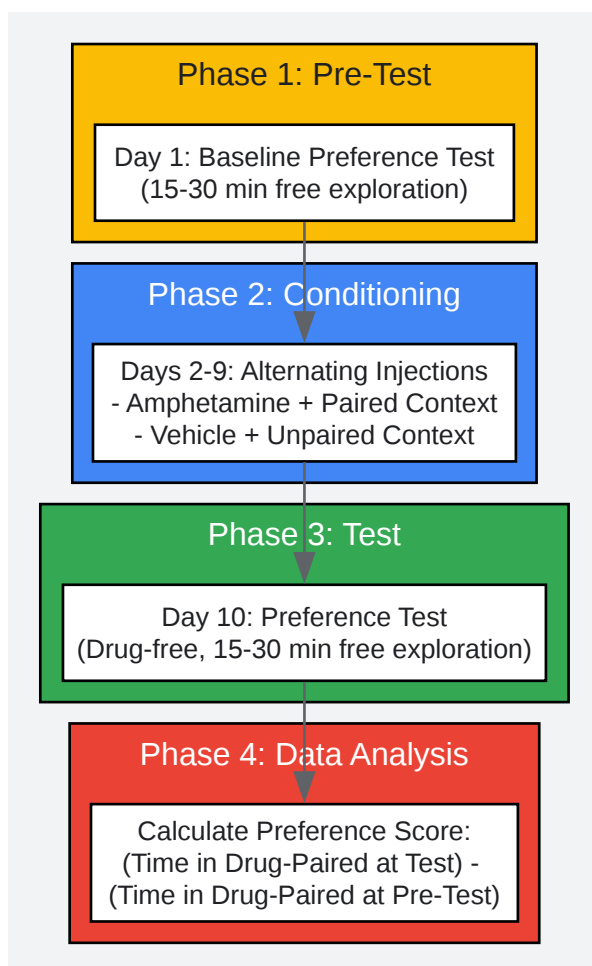 Phase 1: Pre-Test
Day 1: Baseline Preference Test
(15-30 min free exploration)
Phase 2: Conditioning
Days 2-9: Alternating Injections
- Amphetamine + Paired Context
- Vehicle + Unpaired Context
Phase 3: Test
Day 10: Preference Test
(Drug-free, 15-30 min free exploration)
Phase 4: Data Analysis
Calculate Preference Score:
(Time in Drug-Paired at Test) -
(Time in Drug-Paired at Pre-Test)